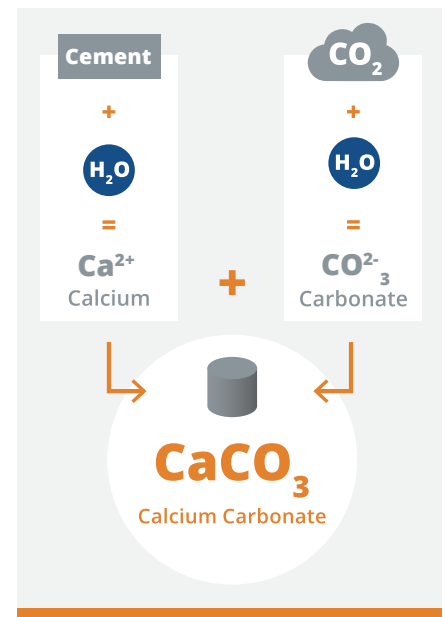 Cement
+
H₂O
=
Ca²⁺
Calcium
+
CO₂
+
H₂O
=
CO²⁻₃
Carbonate
CaCO₃
Calcium Carbonate